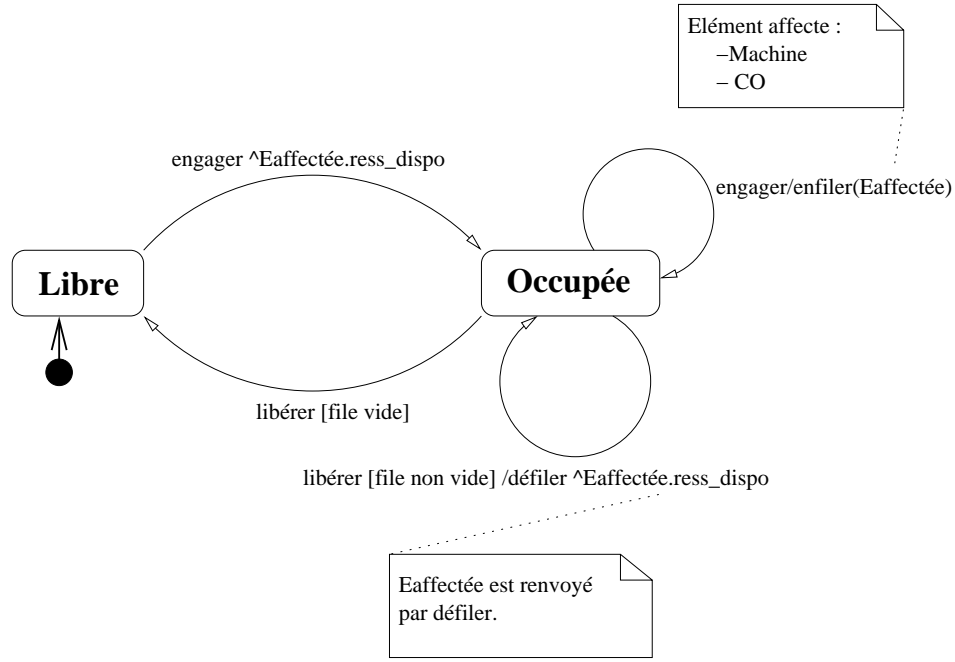 Elément affecte :
–Machine
– CO
engager ^Eaffectée.ress_dispo
engager/enfiler(Eaffectée)
Libre
Occupée
libérer [file vide]
libérer [file non vide] /défiler ^Eaffectée.ress_dispo
Eaffectée est renvoyé
par défiler.